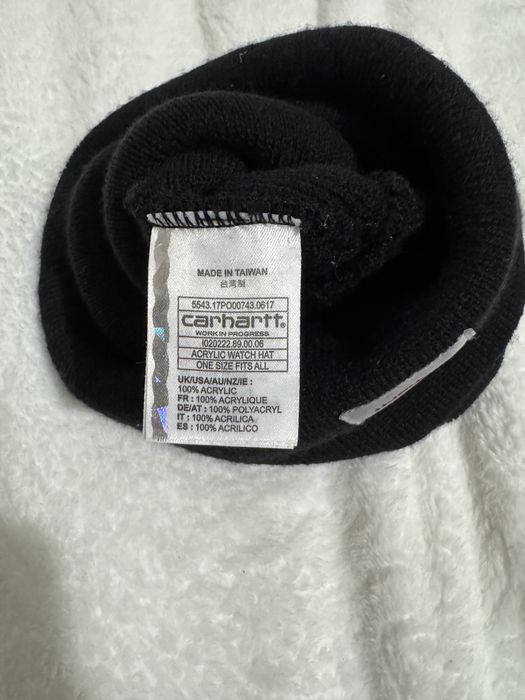 MADE IN TAIWAN
台灣製
5543.17PO00743.0617
carhartt.
WORK IN PROGRESS
I020222.89.00.06
ACRYLIC WATCH HAT
ONE SIZE FITS ALL
UK/USA/AU/NZ/IE :
100% ACRYLIC
FR : 100% ACRYLIQUE
DE/AT : 100% POLYACRYL
IT : 100% ACRILICA
ES : 100% ACRILICO